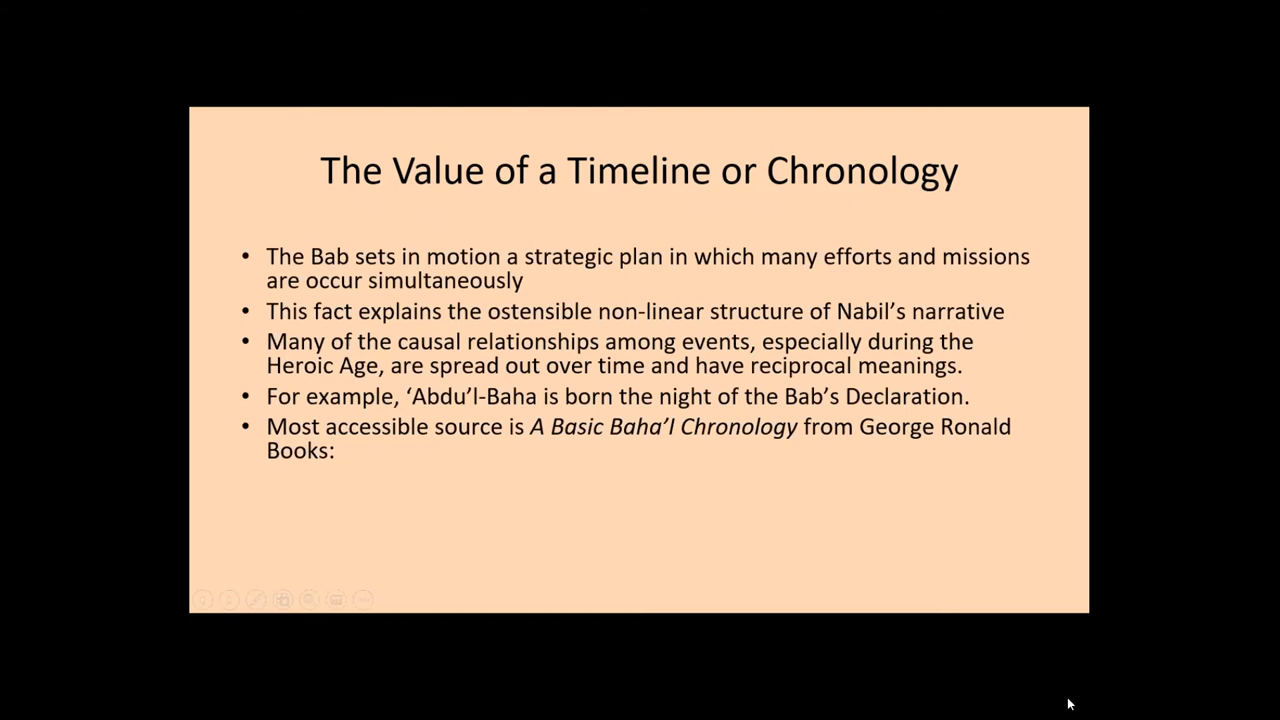 The Value of a Timeline or Chronology
• The Bab sets in motion a strategic plan in which many efforts and missions
are occur simultaneously
• This fact explains the ostensible non-linear structure of Nabil’s narrative
• Many of the causal relationships among events, especially during the
Heroic Age, are spread out over time and have reciprocal meanings.
• For example, ‘Abdu’l-Baha is born the night of the Bab’s Declaration.
• Most accessible source is A Basic Baha’I Chronology from George Ronald
Books: